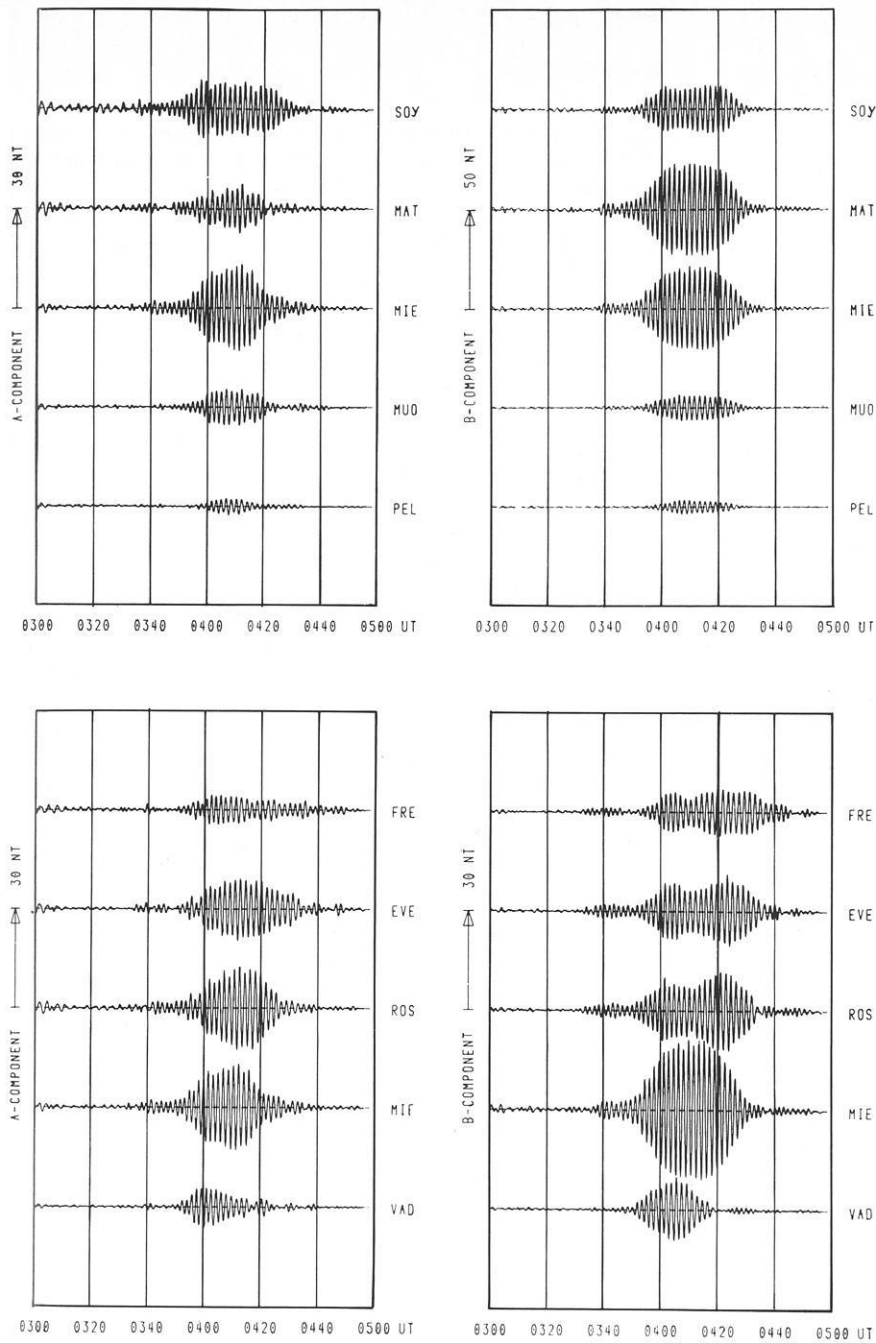 A-COMPONENT 30 NT
SOY
MAT
MIE
MUO
PEL
0300 0320 0340 0400 0420 0440 0500 UT
B-COMPONENT 50 NT
SOY
MAT
MIE
MUO
PEL
0300 0320 0340 0400 0420 0440 0500 UT
A-COMPONENT 30 NT
FRE
EVE
ROS
MIE
VAD
0300 0320 0340 0400 0420 0440 0500 UT
B-COMPONENT 30 NT
FRE
EVE
ROS
MIE
VAD
0300 0320 0340 0400 0420 0440 0500 UT